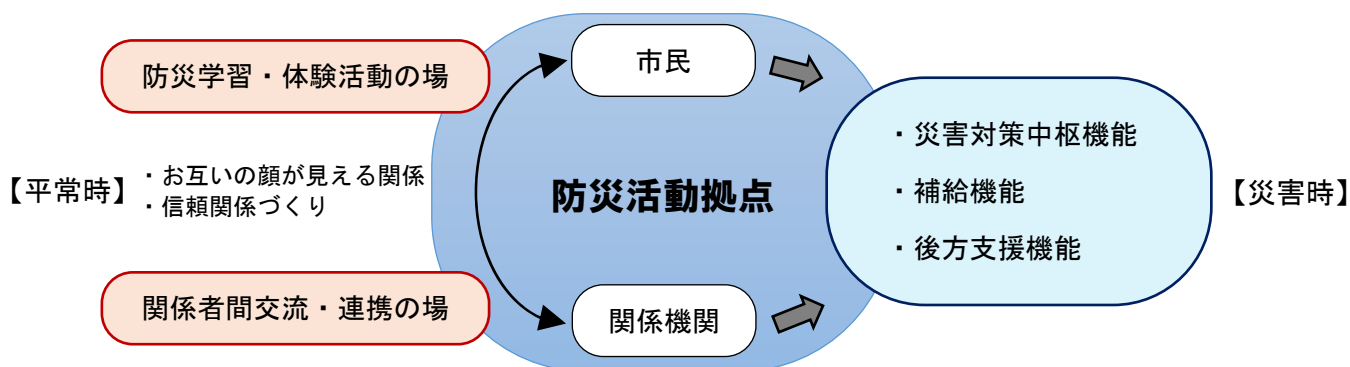 防災学習・体験活動の場
市民
【平常時】
・お互いの顔が見える関係
・信頼関係づくり
防災活動拠点
・災害対策中枢機能
・補給機能
・後方支援機能
【災害時】
関係者間交流・連携の場
関係機関